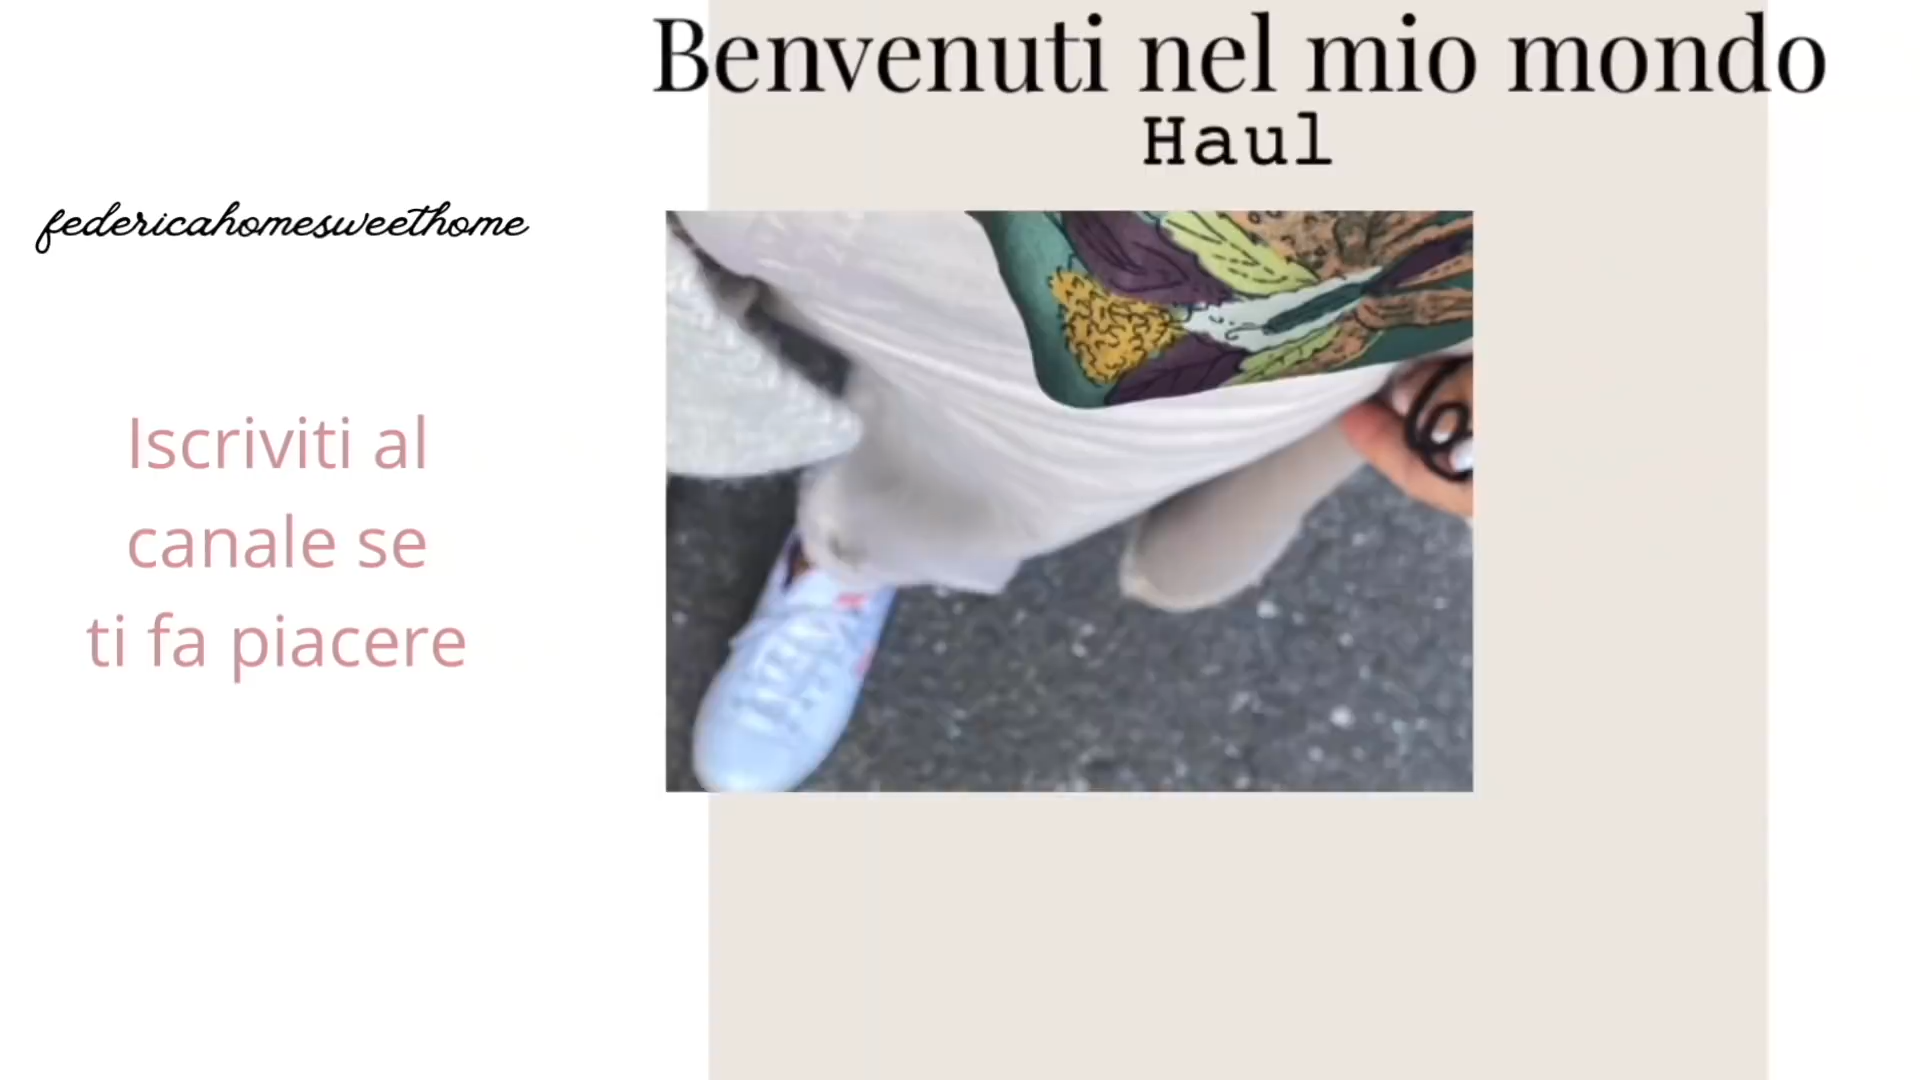 Benvenuti nel mio mondo
Haul
federicahomesweethome
Iscriviti al
canale se
ti fa piacere